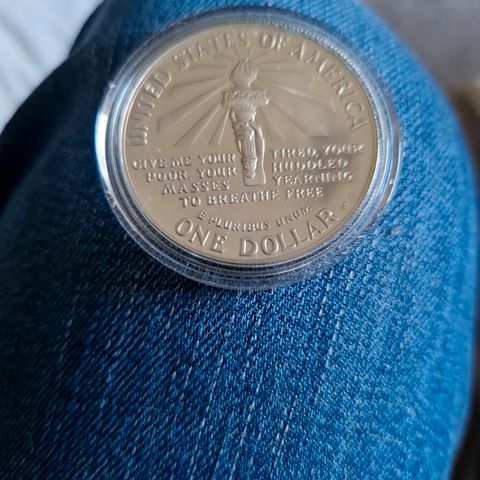 UNITED STATES OF AMERICA
GIVE ME YOUR TIRED, YOUR
POOR, YOUR HUDDLED
MASSES YEARNING
TO BREATHE FREE
E PLURIBUS UNUM
ONE DOLLAR